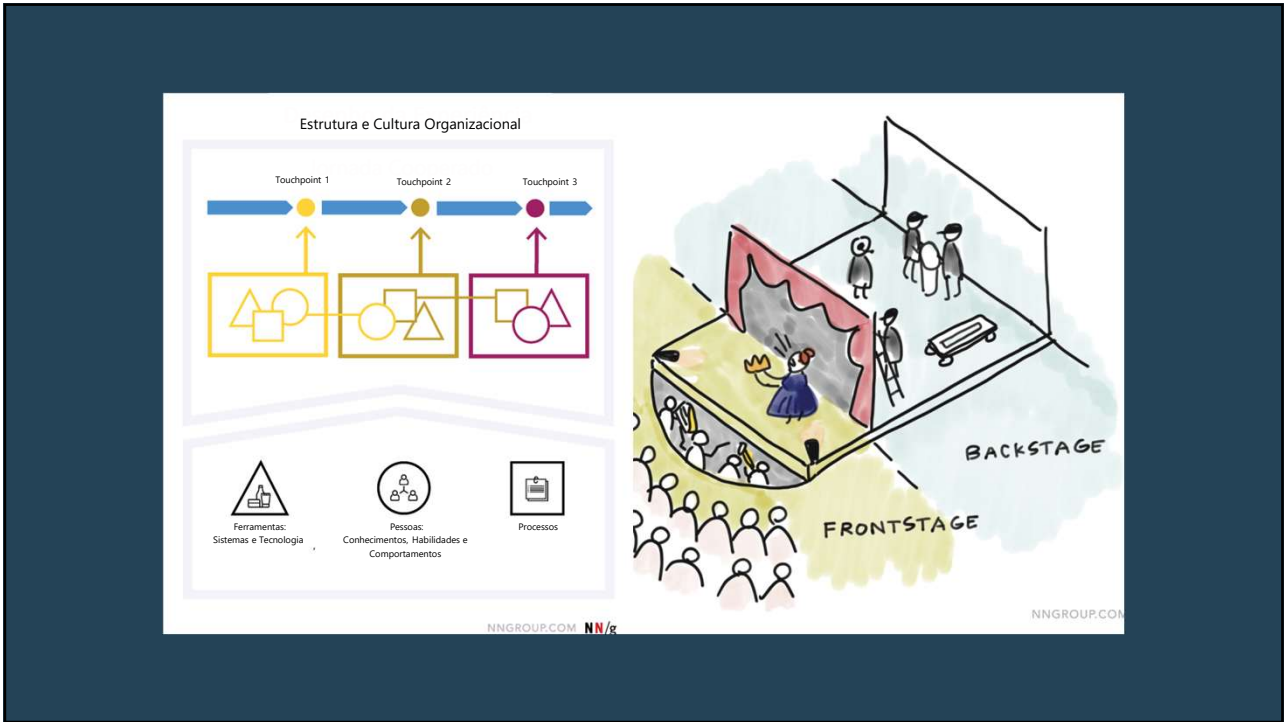 Estrutura e Cultura Organizacional
Touchpoint 1
Touchpoint 2
Touchpoint 3
Ferramentas:
Sistemas e Tecnologia ,
Pessoas:
Conhecimentos, Habilidades e
Comportamentos
Processos
NNGROUP.COM NN/g
BACKSTAGE
FRONTSTAGE
NNGROUP.COM